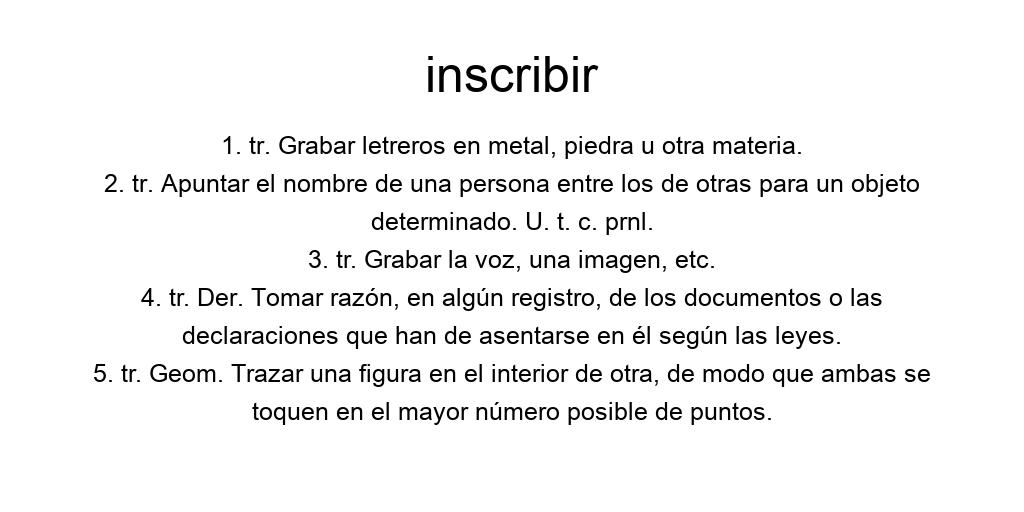 inscribir
1. tr. Grabar letreros en metal, piedra u otra materia.
2. tr. Apuntar el nombre de una persona entre los de otras para un objeto
determinado. U. t. c. prnl.
3. tr. Grabar la voz, una imagen, etc.
4. tr. Der. Tomar razón, en algún registro, de los documentos o las
declaraciones que han de asentarse en él según las leyes.
5. tr. Geom. Trazar una figura en el interior de otra, de modo que ambas se
toquen en el mayor número posible de puntos.